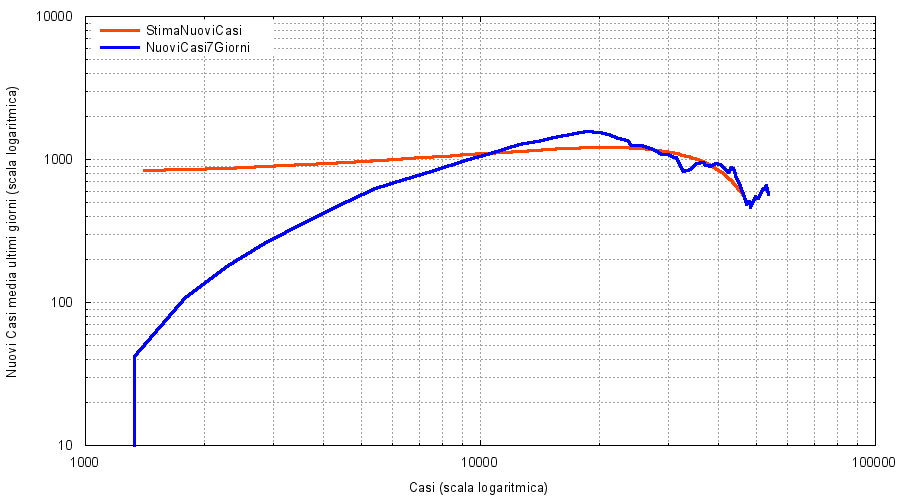 10000
StimaNuoviCasi
NuoviCasi7Giorni
Nuovi Casi media ultimi giorni (scala logaritmica)
1000
100
10
1000
10000
100000
Casi (scala logaritmica)